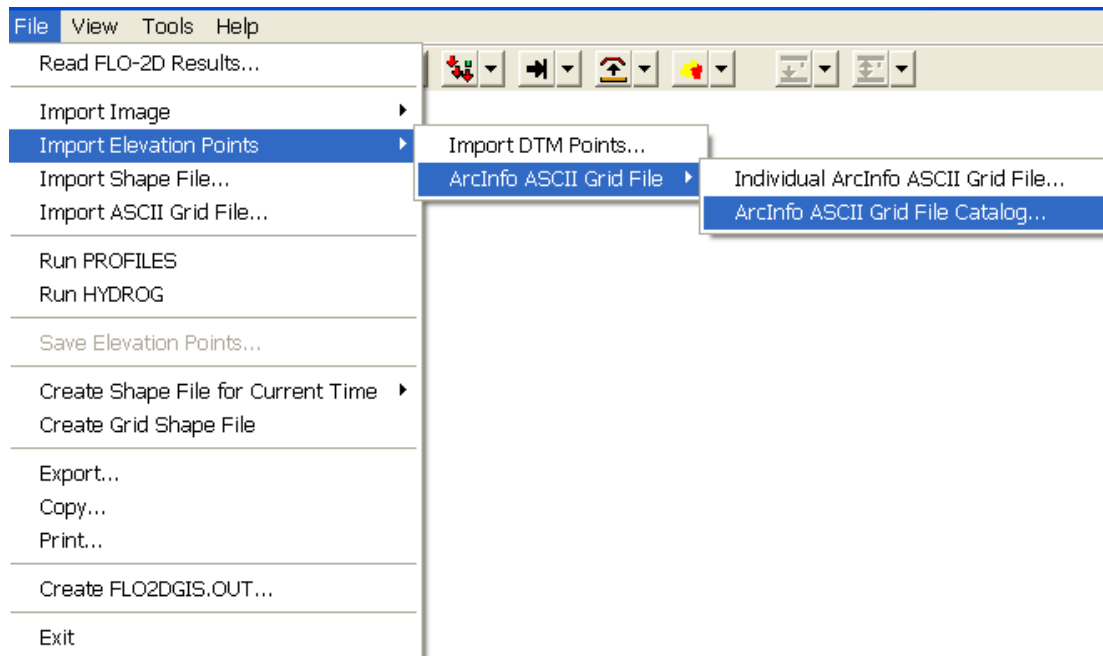 File View Tools Help
Read FLO-2D Results...
Import Image
Import Elevation Points
Import DTM Points...
Import Shape File...
ArcInfo ASCII Grid File
Individual ArcInfo ASCII Grid File...
Import ASCII Grid File...
ArcInfo ASCII Grid File Catalog...
Run PROFILES
Run HYDROG
Save Elevation Points...
Create Shape File for Current Time
Create Grid Shape File
Export...
Copy...
Print...
Create FLO2DGIS.OUT...
Exit